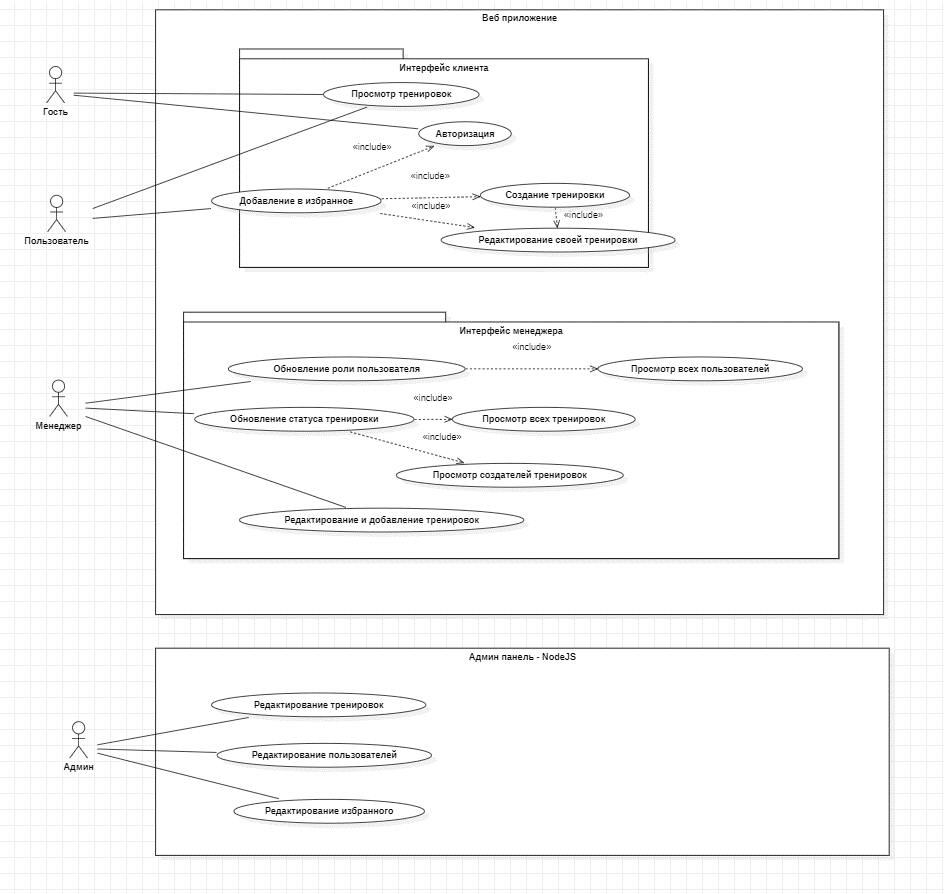 Веб приложение
Интерфейс клиента
Просмотр тренировок
Гость
Авторизация
«include»
«include»
Создание тренировки
Добавление в избранное
«include»
«include»
Пользователь
Редактирование своей тренировки
Интерфейс менеджера
«include»
Обновление роли пользователя
Просмотр всех пользователей
«include»
Менеджер
Обновление статуса тренировки
Просмотр всех тренировок
«include»
Просмотр создателей тренировок
Редактирование и добавление тренировок
Админ панель - NodeJS
Редактирование тренировок
Редактирование пользователей
Админ
Редактирование избранного